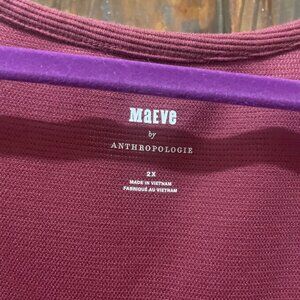 Maeve
by
ANTHROPOLOGIE
2X
MADE IN VIETNAM
FABRIQUÉ AU VIETNAM